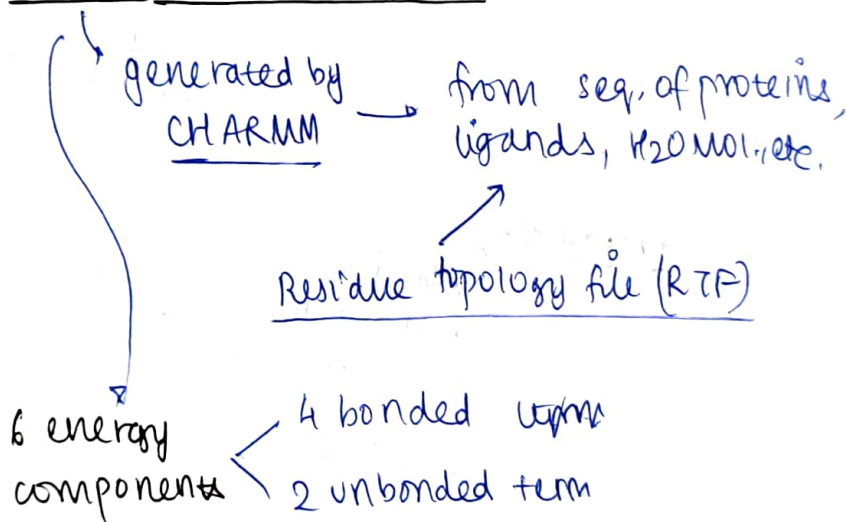 generated by
CHARMM
from seq. of proteins,
ligands, H2O Mol., etc.
Residue topology file (RTF)
6 energy
components
4 bonded
2 unbonded term